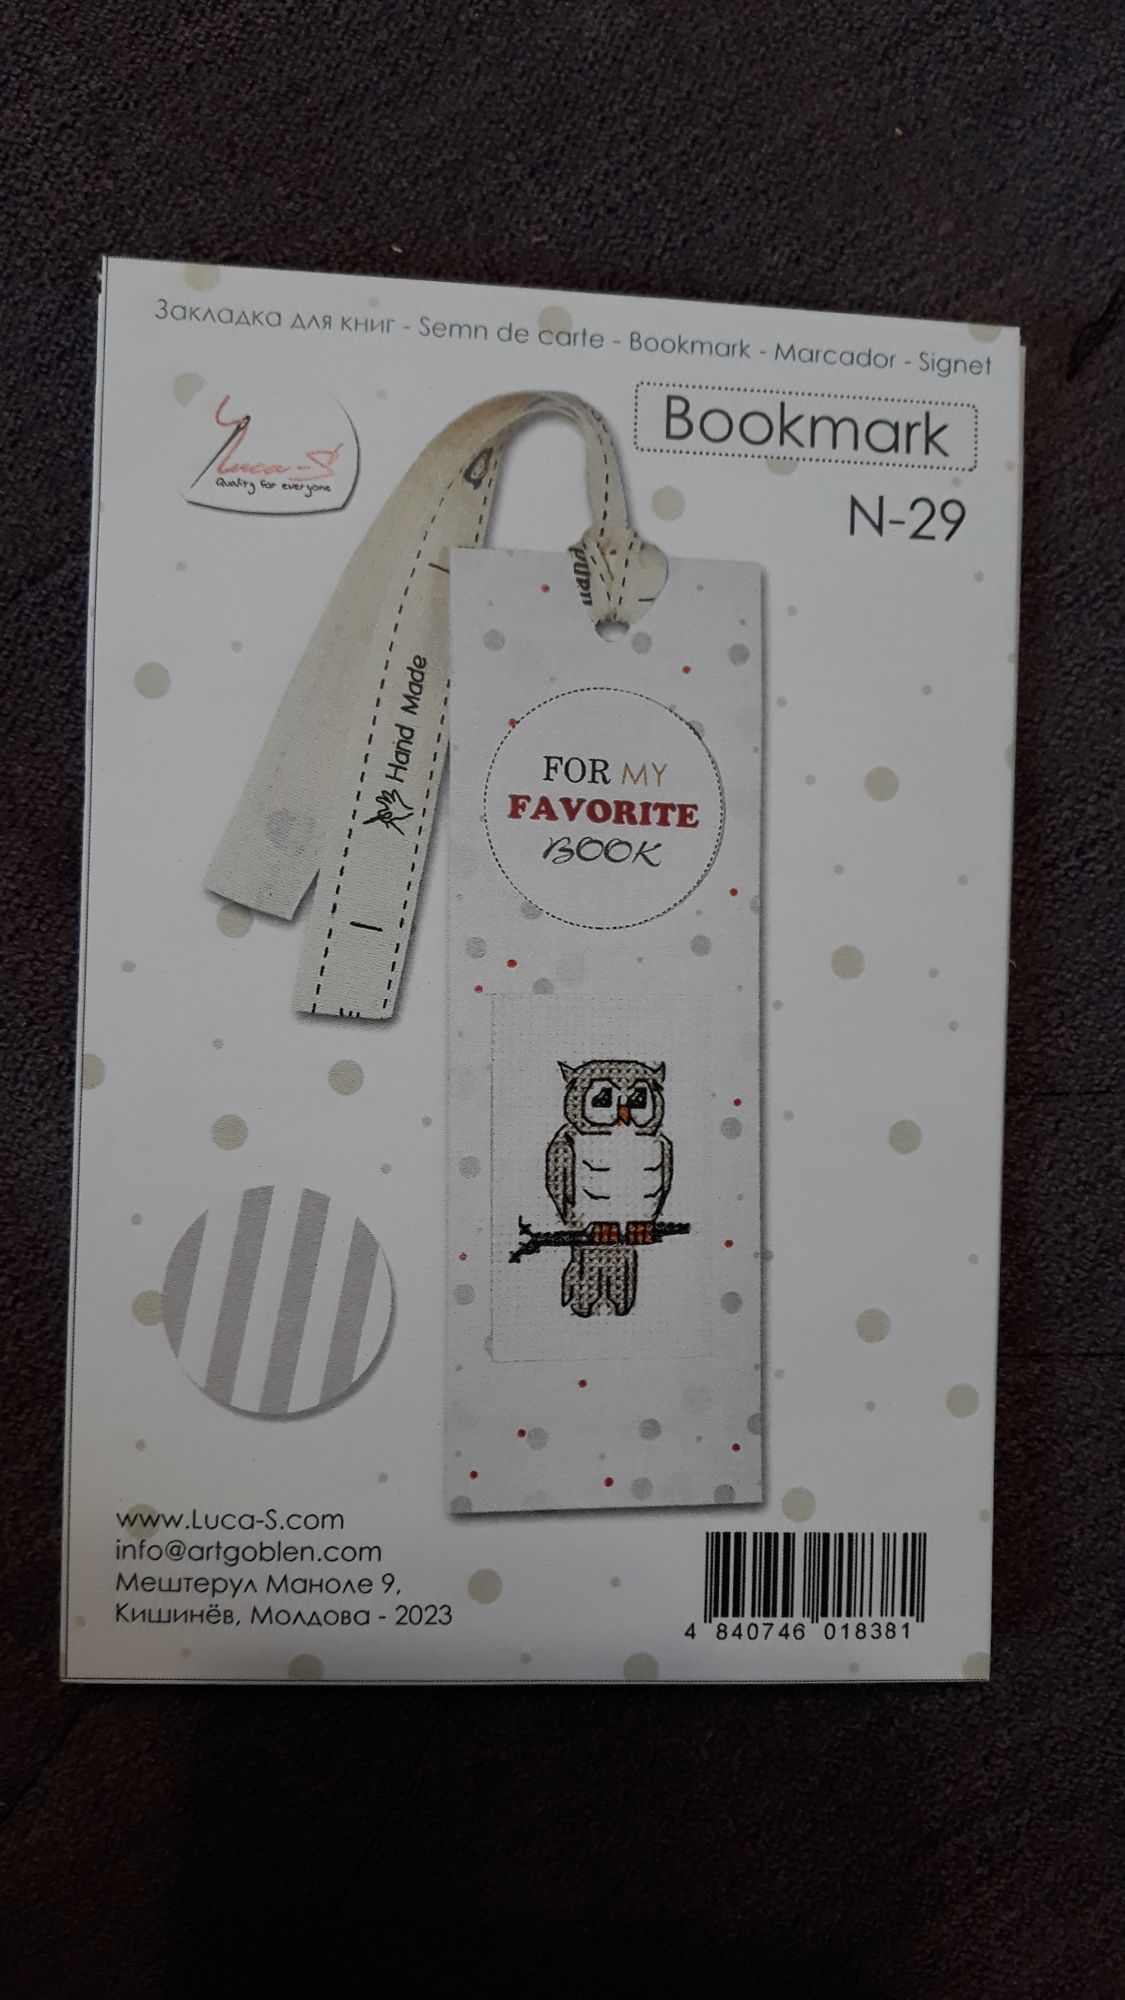 Закладка для книг - Semn de carte - Bookmark - Marcador - Signet
Luca-S
Quality for everyone
Bookmark
N-29
Hand Made
FOR MY
FAVORITE
BOOK
www.Luca-S.com
info@artgoblen.com
Мештерул Маноле 9,
Кишинёв, Молдова - 2023
4 840746 018381